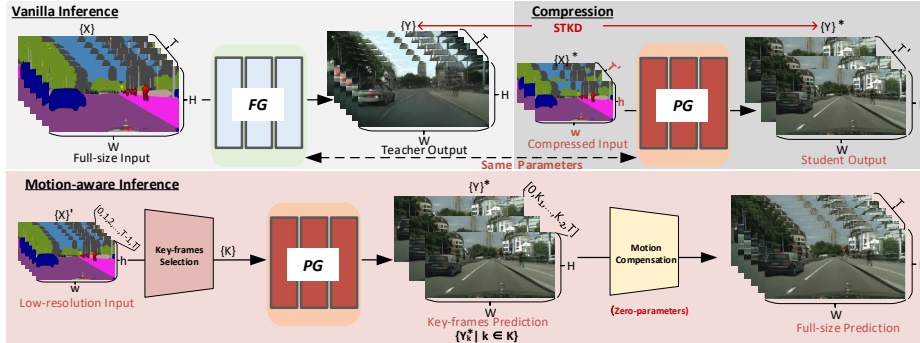 Vanilla Inference
{X}
T
H
W
Full-size Input
FG
{Y}
T
H
W
Teacher Output
Same Parameters
Compression
STKD
{Y} *
{X}*
T'
h
w
Compressed Input
PG
T
H
W
Student Output
Motion-aware Inference
{X}'
[0,1,2,...,T-1,T]
h
w
Low-resolution Input
Key-frames
Selection
{K}
PG
{Y}*
[0,K₁,...,K₋₂,T]
H
W
Key-frames Prediction
{Yₖ*| k ∈ K}
Motion
Compensation
(Zero-parameters)
T
W
Full-size Prediction